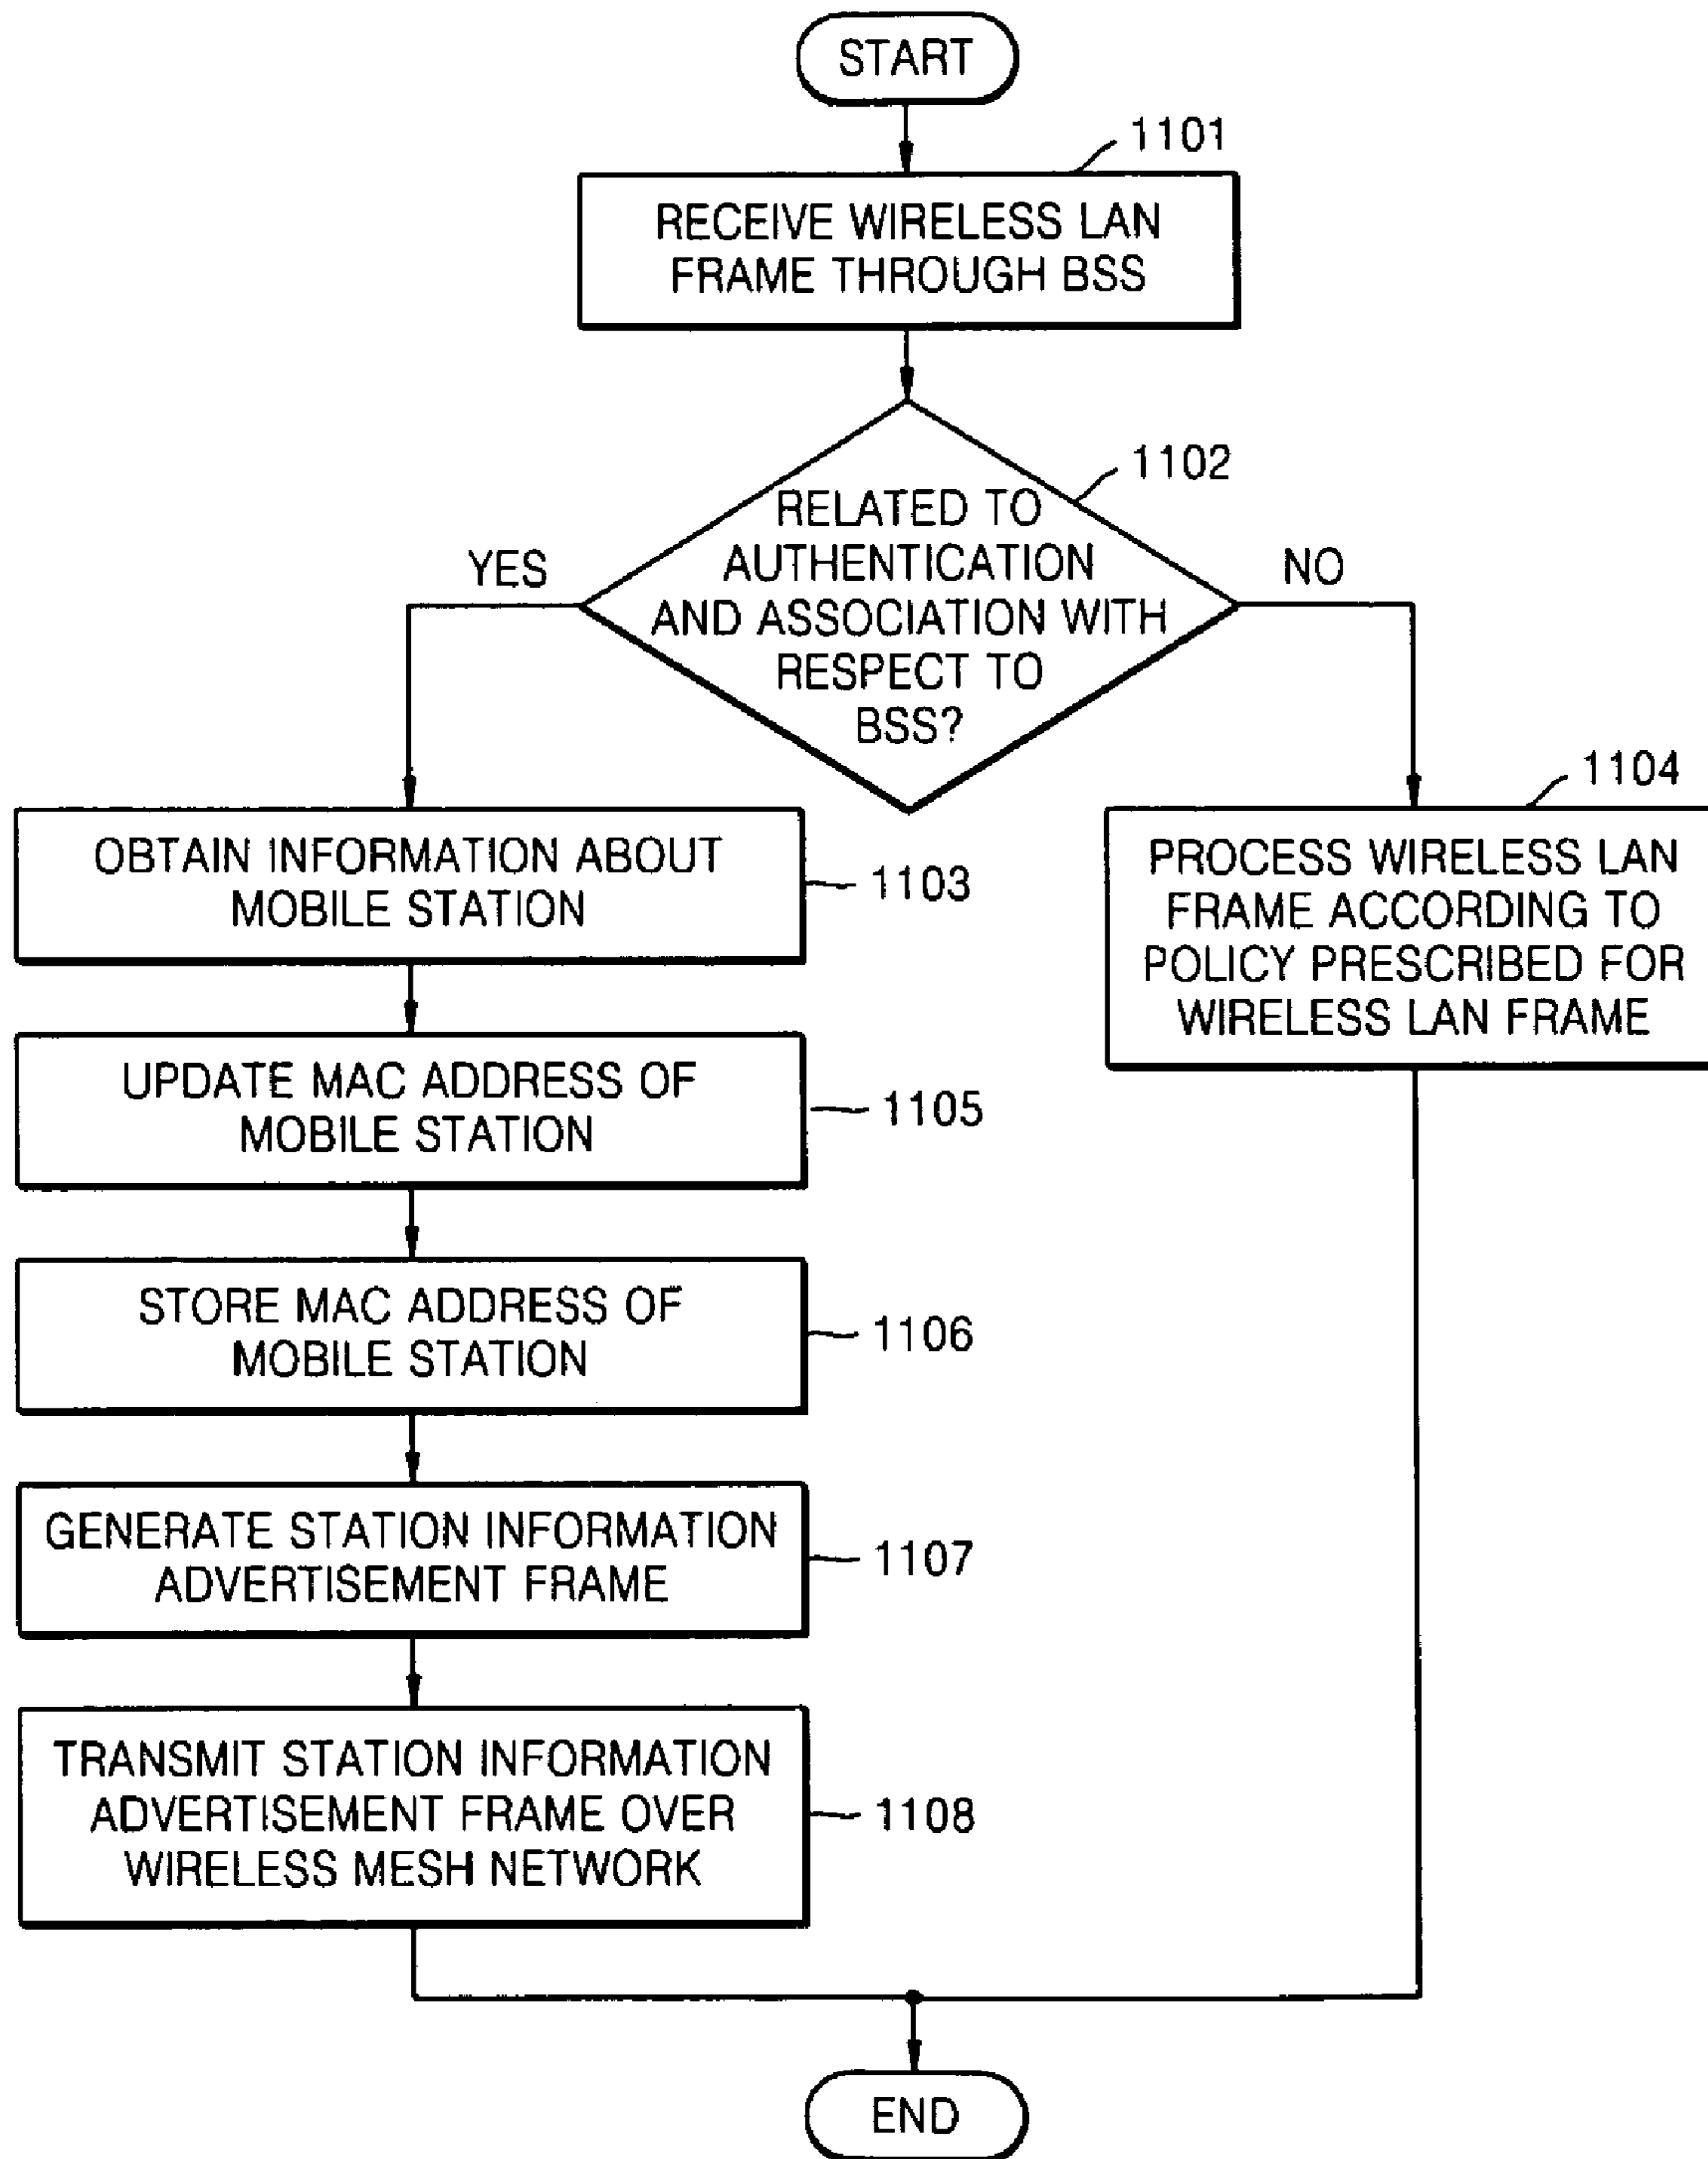 START
1101
RECEIVE WIRELESS LAN
FRAME THROUGH BSS
1102
RELATED TO
AUTHENTICATION
AND ASSOCIATION WITH
RESPECT TO
BSS?
YES
NO
OBTAIN INFORMATION ABOUT
MOBILE STATION
1103
1104
PROCESS WIRELESS LAN
FRAME ACCORDING TO
POLICY PRESCRIBED FOR
WIRELESS LAN FRAME
UPDATE MAC ADDRESS OF
MOBILE STATION
1105
STORE MAC ADDRESS OF
MOBILE STATION
1106
GENERATE STATION INFORMATION
ADVERTISEMENT FRAME
1107
TRANSMIT STATION INFORMATION
ADVERTISEMENT FRAME OVER
WIRELESS MESH NETWORK
1108
END